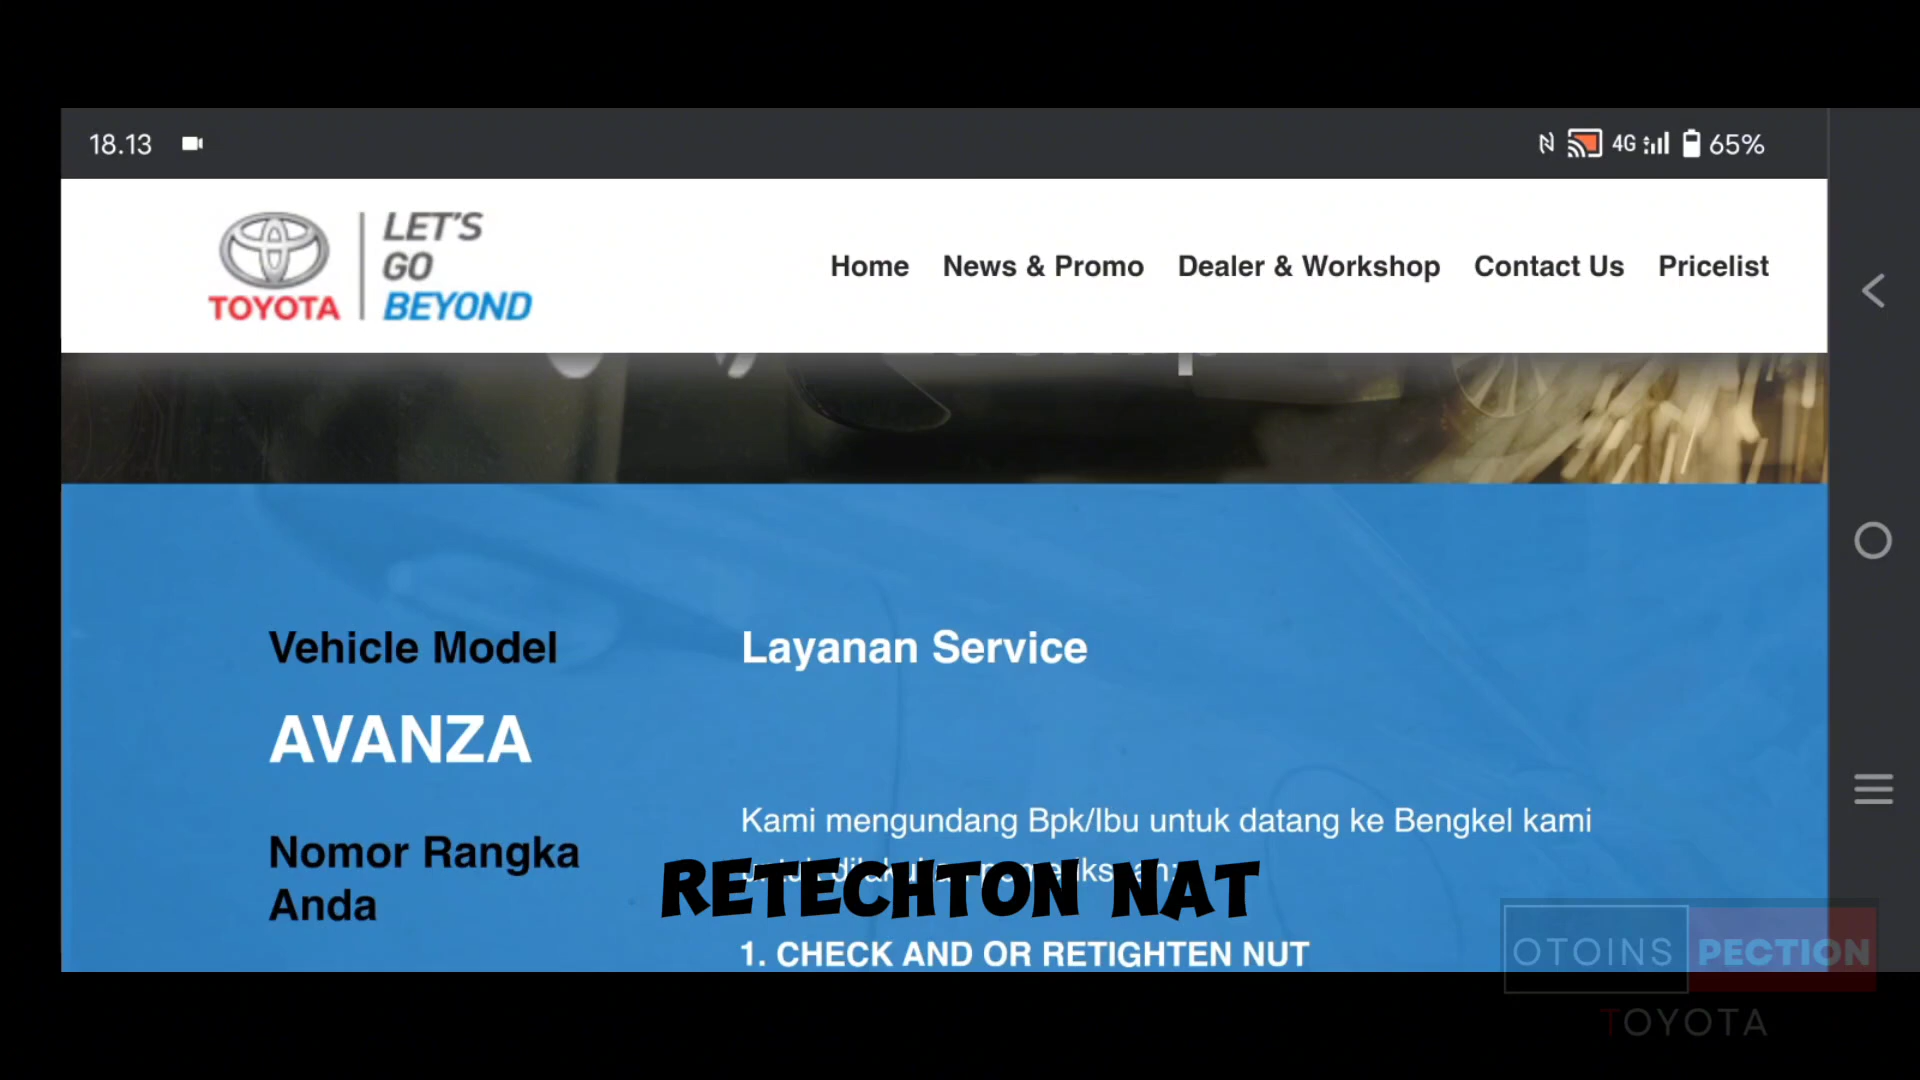 18.13
4G 65%
TOYOTA
LET'S
GO
BEYOND
Home News & Promo Dealer & Workshop Contact Us Pricelist
Vehicle Model
AVANZA
Nomor Rangka
Anda
Layanan Service
Kami mengundang Bpk/Ibu untuk datang ke Bengkel kami
untuk
RETECHTON NAT
1. CHECK AND OR RETIGHTEN NUT
OTOINSPECTION
TOYOTA